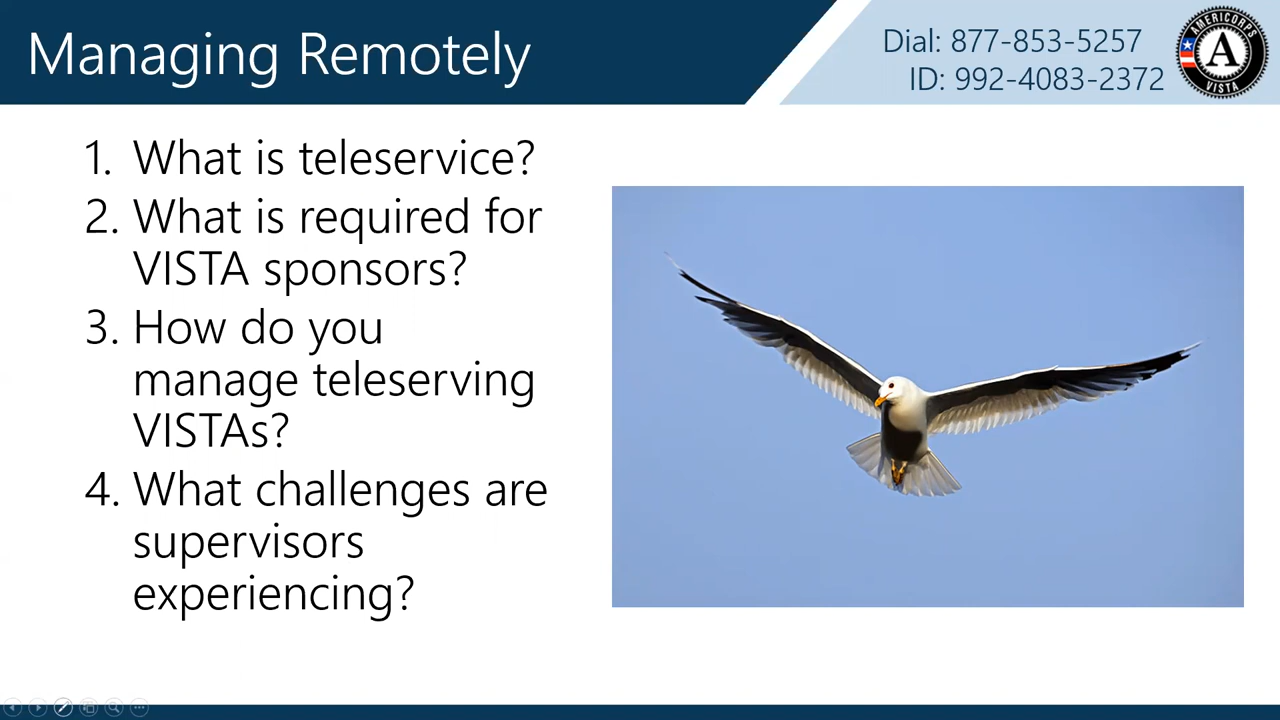 Managing Remotely
Dial: 877-853-5257
ID: 992-4083-2372
AMERICORPS
A
VISTA
1. What is teleservice?
2. What is required for
VISTA sponsors?
3. How do you
manage teleserving
VISTAs?
4. What challenges are
supervisors
experiencing?